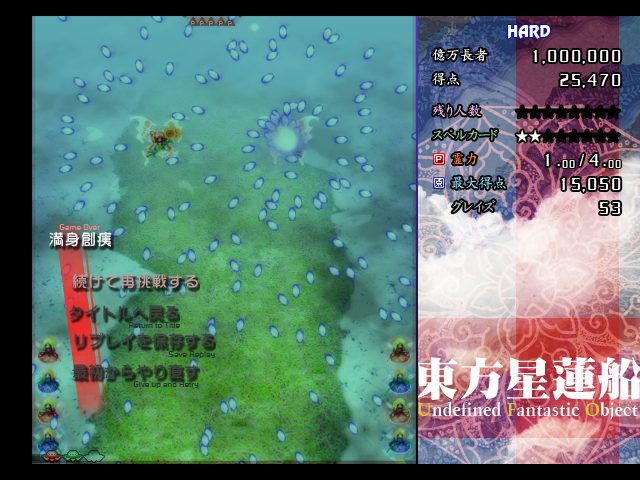 HARD
億万長者 1,000,000
得点 25,470
残り人数
スペルカード
P 霊力 1.00/4.00
最大得点 15,050
グレイズ 53
Game Over
満身創痍
続けて再挑戦する
タイトルへ戻る
Return to Title
リプレイを保存する
Save Replay
最初からやり直す
Give up and Retry
東方星蓮船
Undefined Fantastic Object